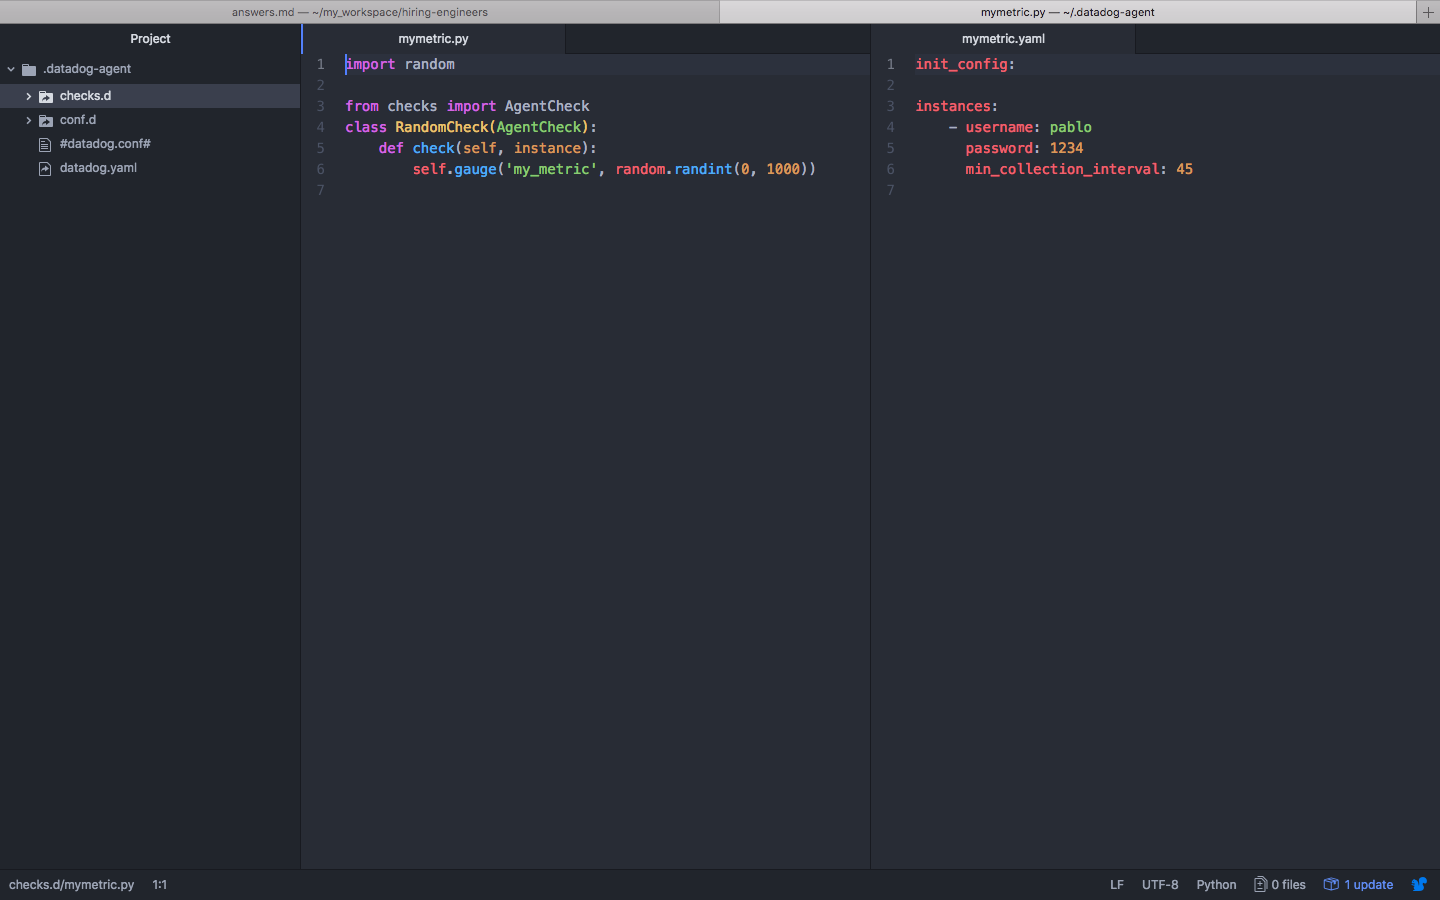 answers.md — ~/my_workspace/hiring-engineers
mymetric.py — ~/.datadog-agent
Project
.datadog-agent
checks.d
conf.d
#datadog.conf#
datadog.yaml
mymetric.py
1 import random
2
3 from checks import AgentCheck
4 class RandomCheck(AgentCheck):
5     def check(self, instance):
6         self.gauge('my_metric', random.randint(0, 1000))
7
mymetric.yaml
1 init_config:
2
3 instances:
4     - username: pablo
5       password: 1234
6       min_collection_interval: 45
7
checks.d/mymetric.py 1:1
LF UTF-8 Python 0 files 1 update